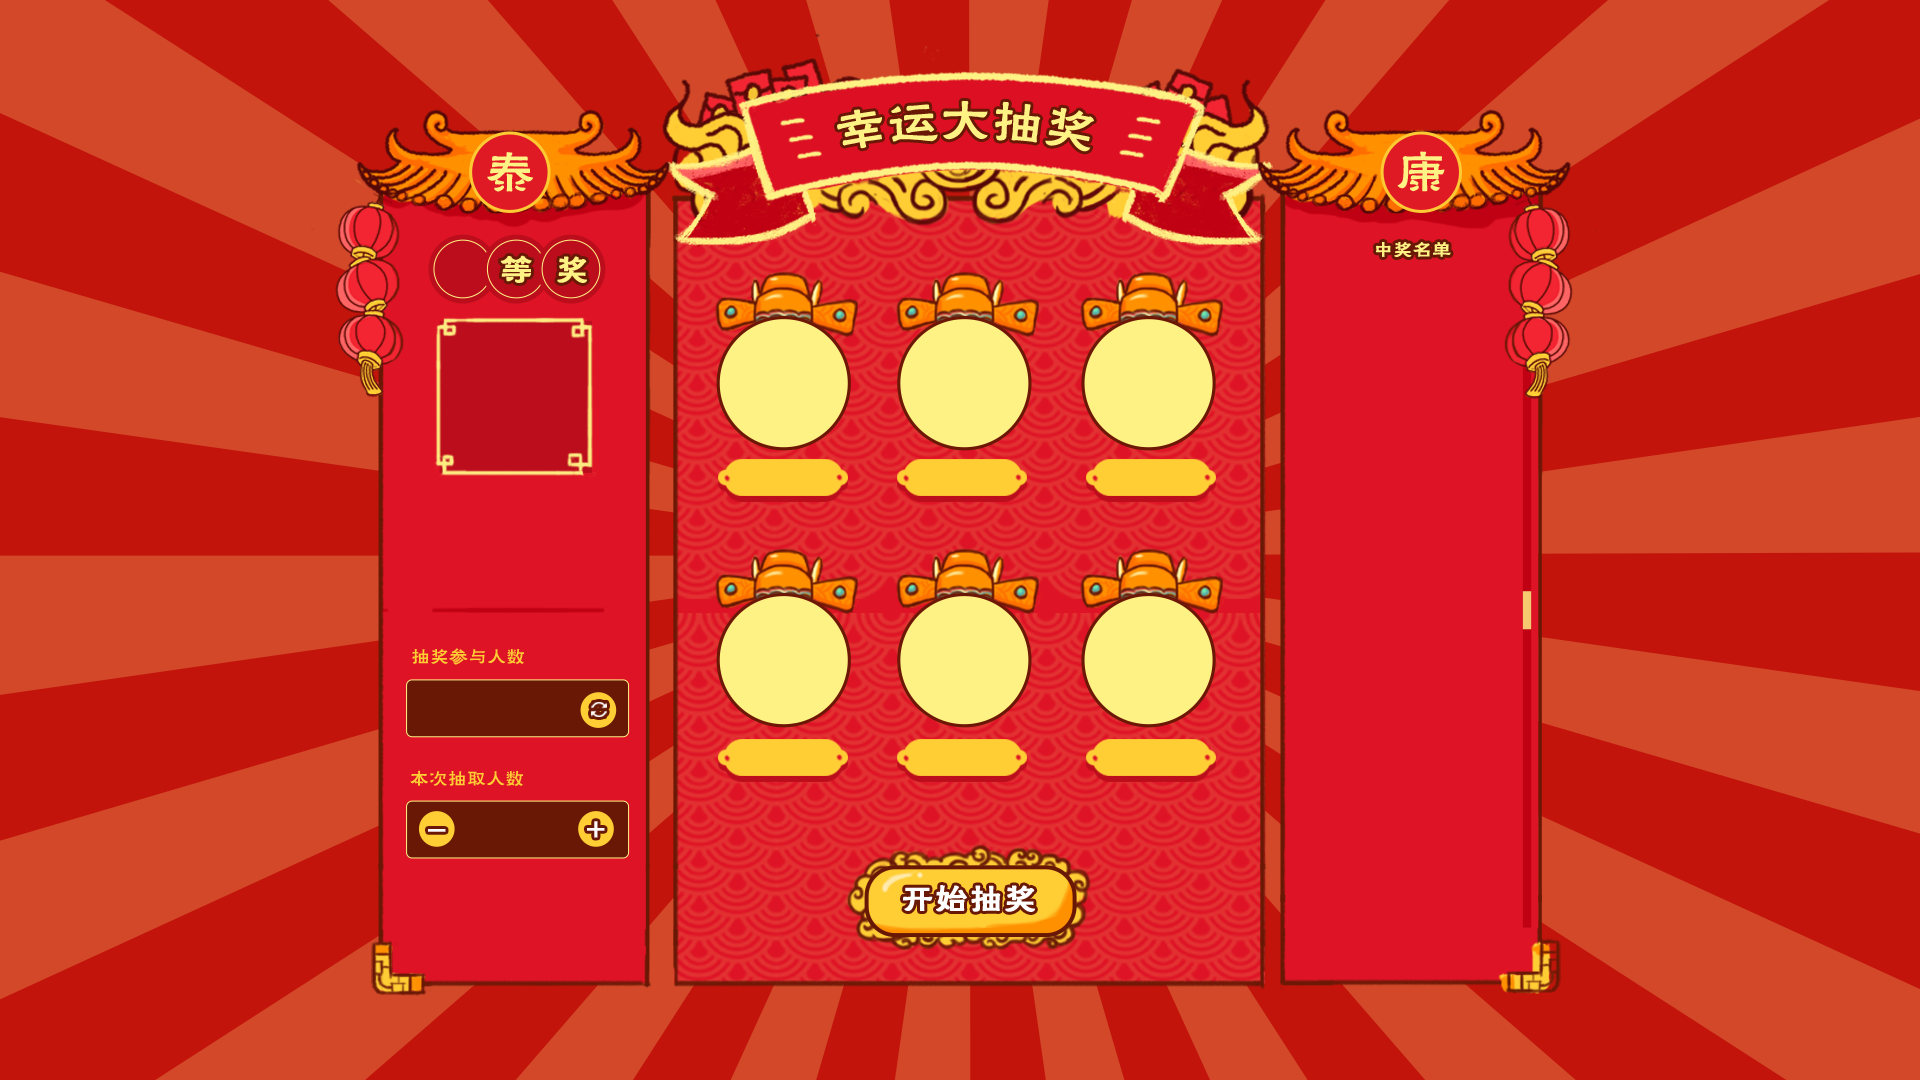 幸运大抽奖
泰
康
等奖
中奖名单
抽奖参与人数
本次抽取人数
开始抽奖